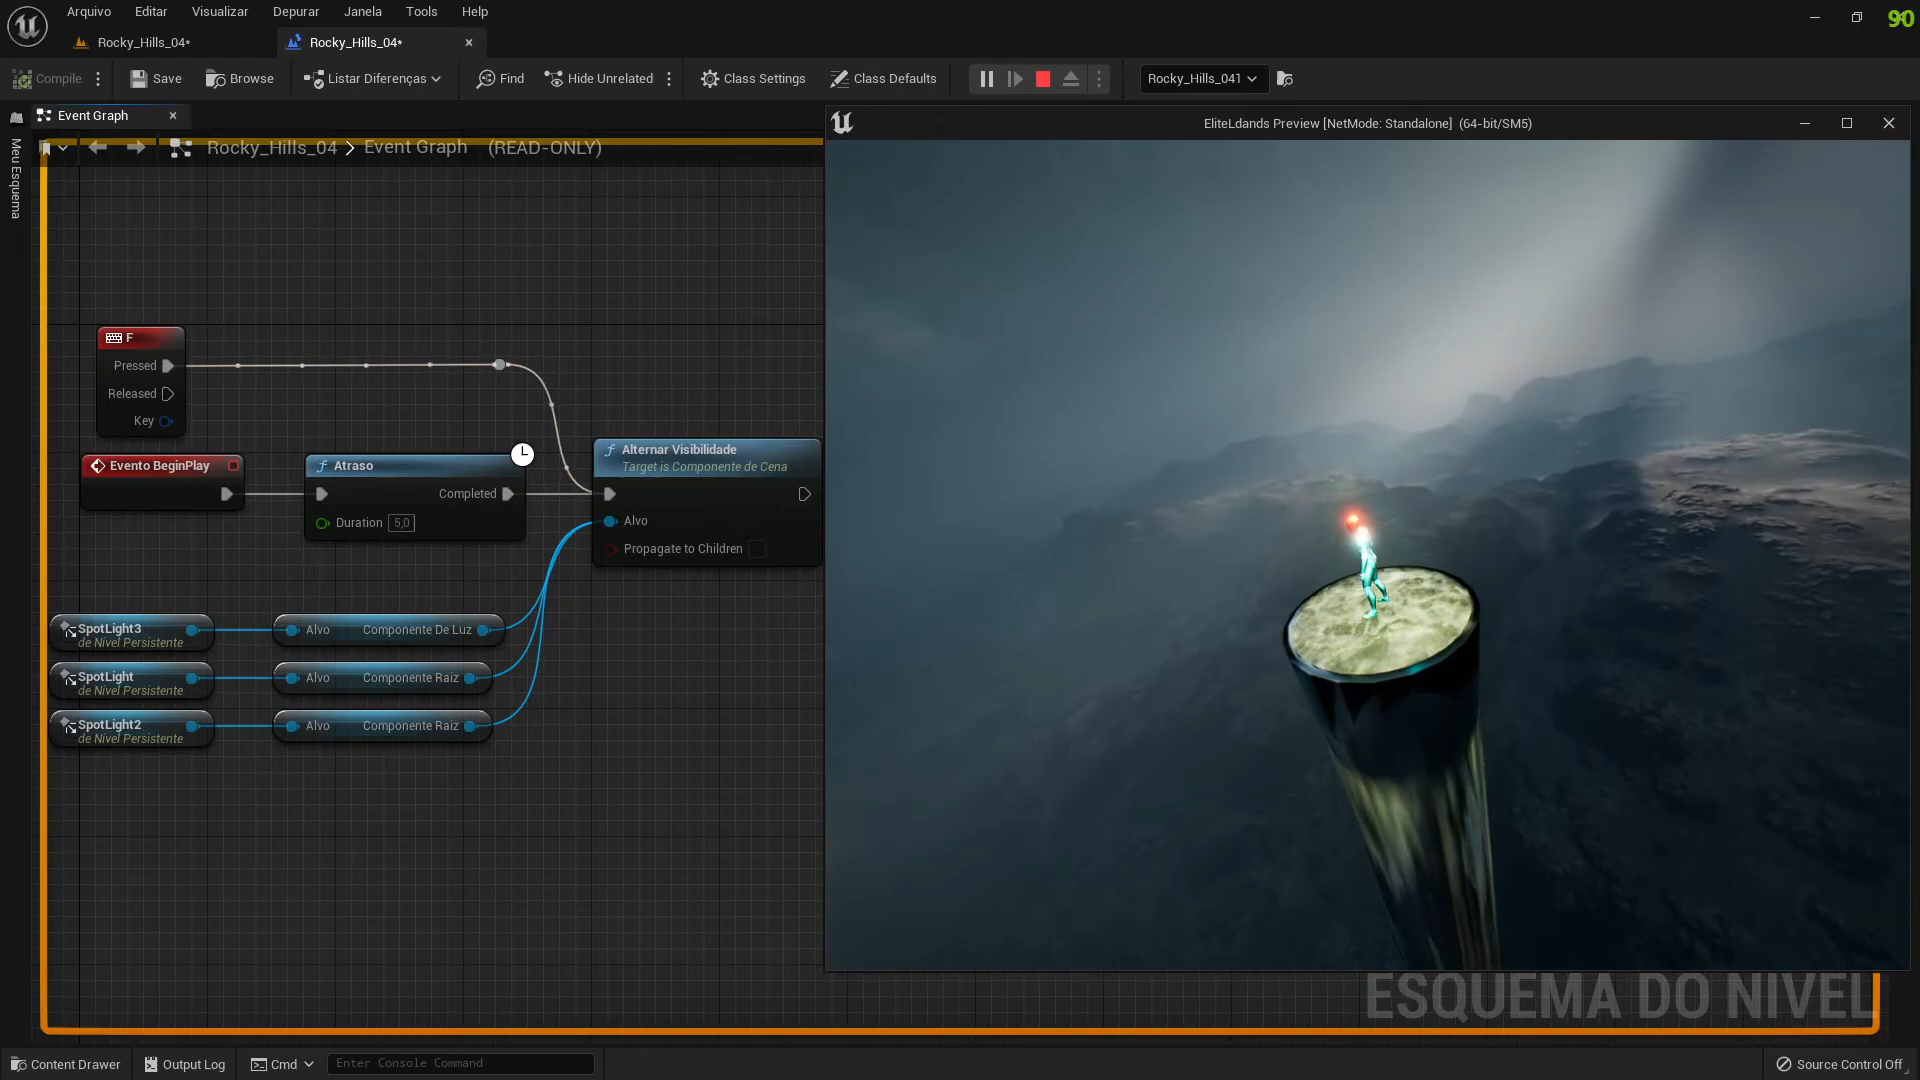 Arquivo Editar Visualizar Depurar Janela Tools Help
90
Rocky_Hills_04* Rocky_Hills_04*
Compile Save Browse Listar Diferenças Find Hide Unrelated Class Settings Class Defaults Rocky_Hills_041
Event Graph
EliteLdands Preview [NetMode: Standalone] (64-bit/SM5)
Meu Esquema
Rocky_Hills_04 > Event Graph (READ-ONLY)
F
Pressed
Released
Key
Evento BeginPlay
Atraso
Completed
Duration 5,0
Alternar Visibilidade
Target is Componente de Cena
Alvo
Propagate to Children
SpotLight3
de Nível Persistente
Alvo Componente De Luz
SpotLight
de Nível Persistente
Alvo Componente Raiz
SpotLight2
de Nível Persistente
Alvo Componente Raiz
ESQUEMA DO NÍVEL
Content Drawer Output Log Cmd Enter Console Command Source Control Off